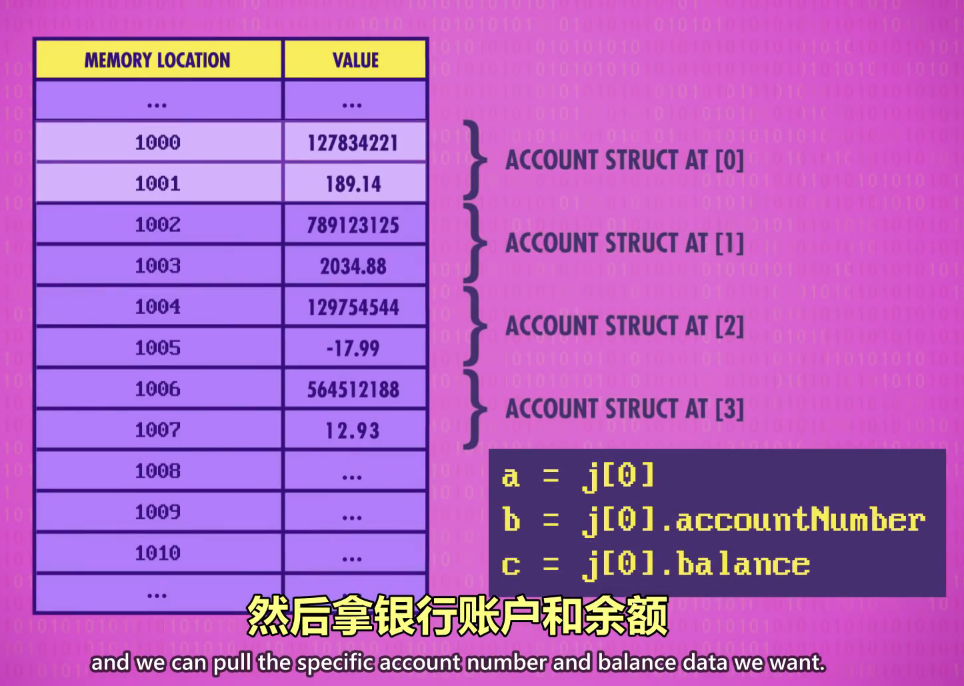 MEMORY LOCATION VALUE
... ...
1000 127834221
1001 189.14
1002 789123125
1003 2034.88
1004 129754544
1005 -17.99
1006 564512188
1007 12.93
1008 ...
1009 ...
1010 ...
... 
} ACCOUNT STRUCT AT [0]
} ACCOUNT STRUCT AT [1]
} ACCOUNT STRUCT AT [2]
} ACCOUNT STRUCT AT [3]
a = j[0]
b = j[0].accountNumber
c = j[0].balance
然后拿银行账户和余额
and we can pull the specific account number and balance data we want.